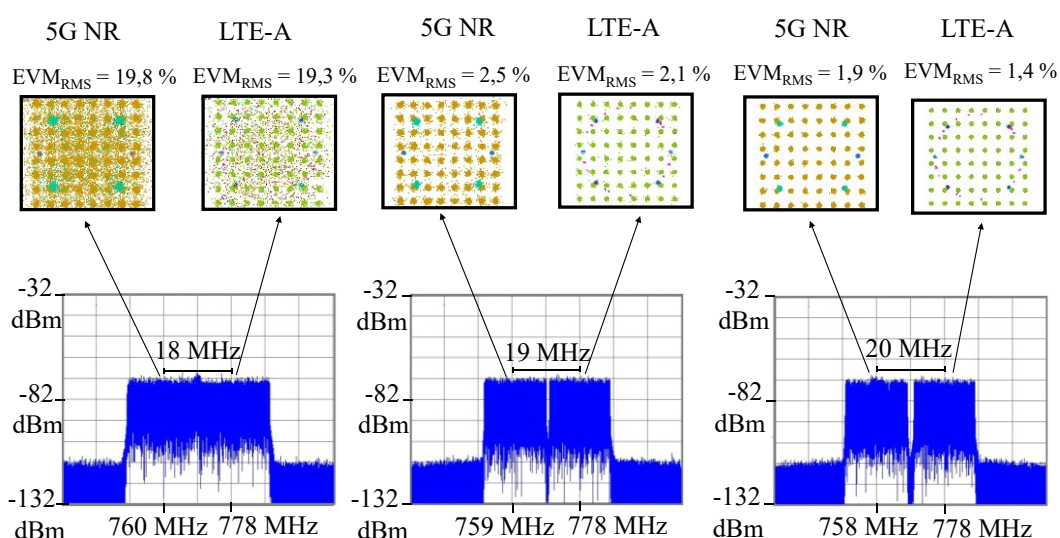 5G NR LTE-A 5G NR LTE-A 5G NR LTE-A
EVMRMS = 19,8 % EVMRMS = 19,3 % EVMRMS = 2,5 % EVMRMS = 2,1 % EVMRMS = 1,9 % EVMRMS = 1,4 %
-32 dBm
18 MHz
-82 dBm
-132 dBm
760 MHz 778 MHz
-32 dBm
19 MHz
-82 dBm
-132 dBm
759 MHz 778 MHz
-32 dBm
20 MHz
-82 dBm
-132 dBm
758 MHz 778 MHz